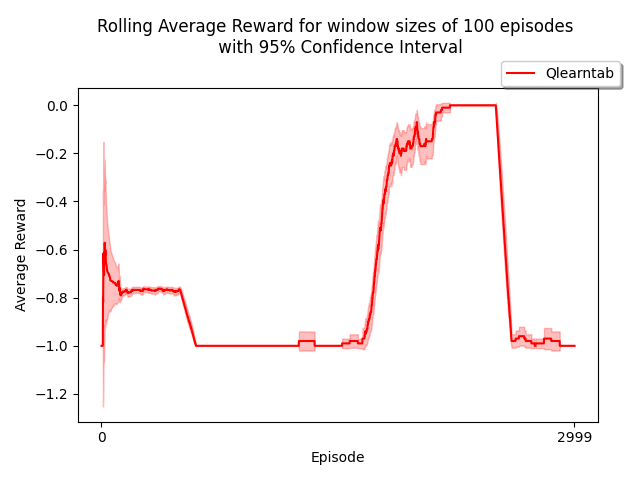 Rolling Average Reward for window sizes of 100 episodes
with 95% Confidence Interval
Qlearntab
0.0
−0.2
−0.4
−0.6
−0.8
−1.0
−1.2
Average Reward
0
2999
Episode